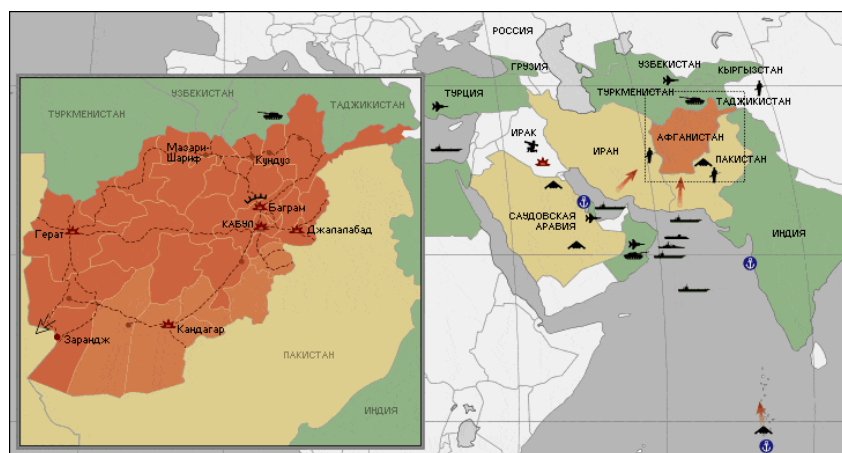 ТУРКМЕНИСТАН
УЗБЕКИСТАН
ТАДЖИКИСТАН
Мазари-
Шариф
Кундуз
Баграм
КАБУЛ
Джалалабад
Герат
Кандагар
Зарандж
ПАКИСТАН
ИНДИЯ
РОССИЯ
ГРУЗИЯ
ТУРЦИЯ
УЗБЕКИСТАН
КЫРГЫЗСТАН
ТУРКМЕНИСТАН
ТАДЖИКИСТАН
ИРАК
ИРАН
АФГАНИСТАН
ПАКИСТАН
САУДОВСКАЯ
АРАВИЯ
ИНДИЯ